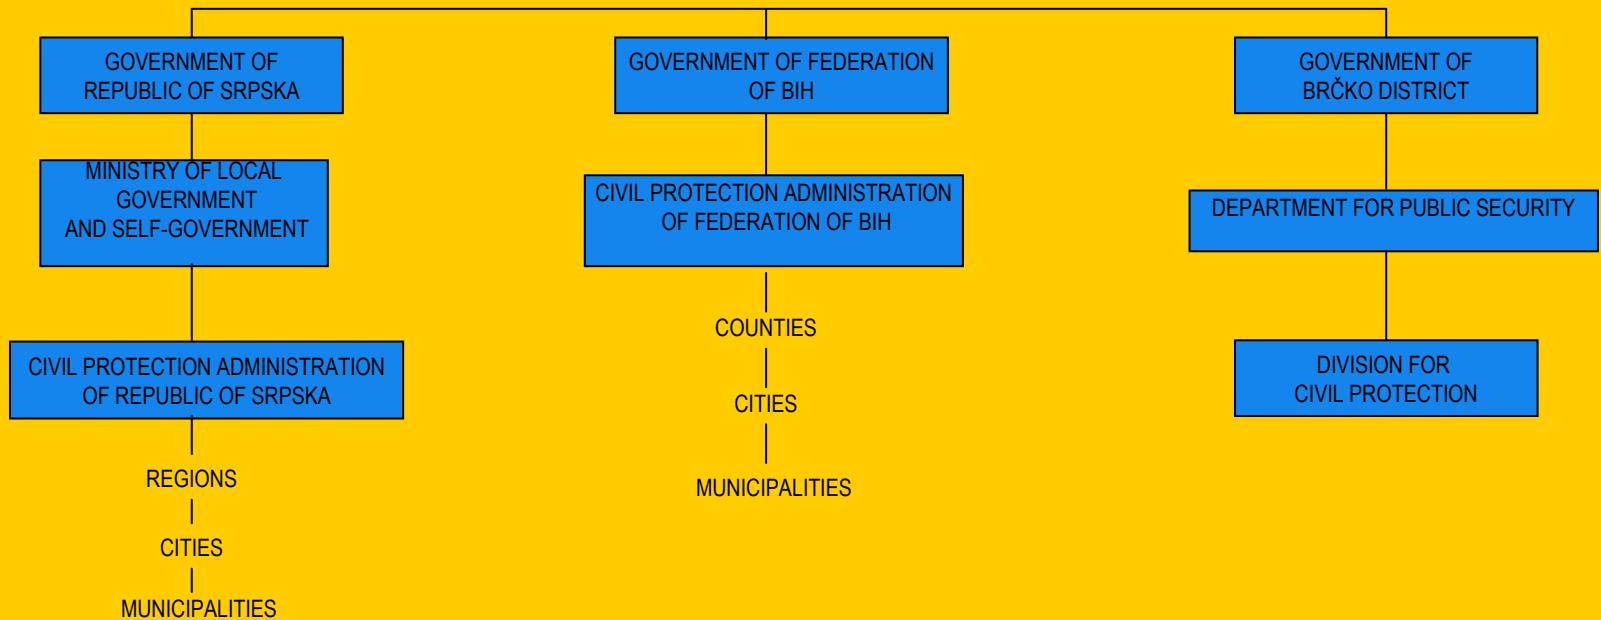 GOVERNMENT OF
REPUBLIC OF SRPSKA
MINISTRY OF LOCAL
GOVERNMENT
AND SELF-GOVERNMENT
CIVIL PROTECTION ADMINISTRATION
OF REPUBLIC OF SRPSKA
REGIONS
CITIES
MUNICIPALITIES
GOVERNMENT OF FEDERATION
OF BIH
CIVIL PROTECTION ADMINISTRATION
OF FEDERATION OF BIH
COUNTIES
CITIES
MUNICIPALITIES
GOVERNMENT OF
BRČKO DISTRICT
DEPARTMENT FOR PUBLIC SECURITY
DIVISION FOR
CIVIL PROTECTION